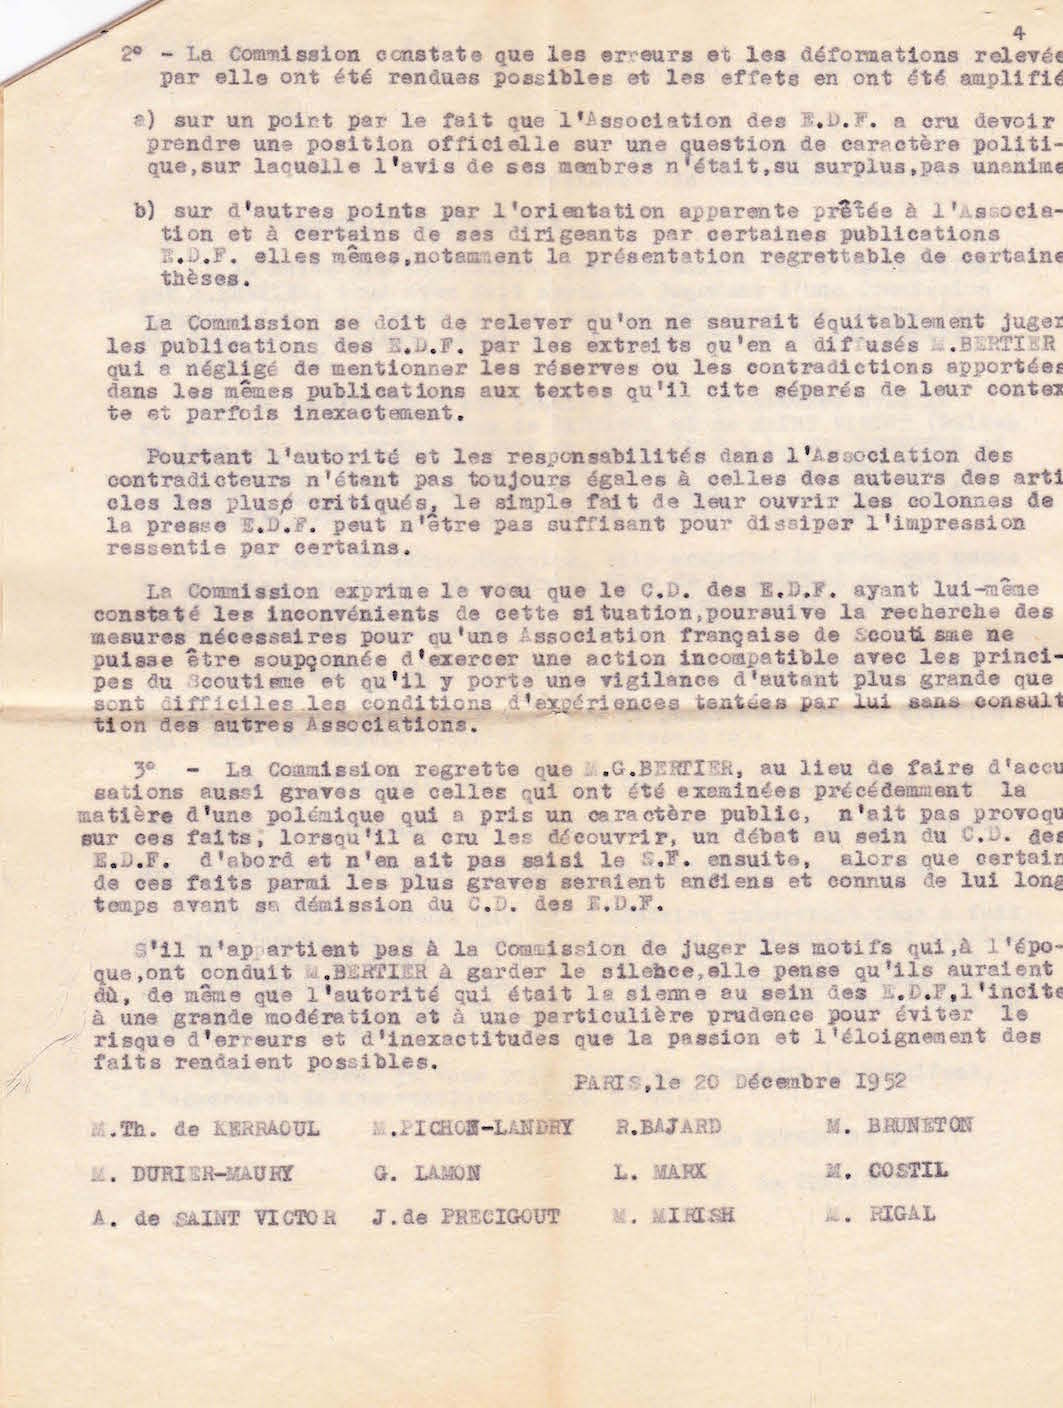 4
2° - La Commission constate que les erreurs et les déformations relevée
par elle ont été rendues possibles et les effets en ont été amplifié
a) sur un point par le fait que l'Association des E.D.F. a cru devoir
prendre une position officielle sur une question de caractère politi-
que,sur laquelle l'avis de ses membres n'était,su surplus,pas unanime
b) sur d'autres points par l'orientation apparente prêtée à l'Associa-
tion et à certains de ses dirigeants par certaines publications
E.D.F. elles mêmes,notamment la présentation regrettable de certaine
thèses.
La Commission se doit de relever qu'on ne saurait équitablement juger
les publications des E.D.F. par les extraits qu'en a diffusés M.BERTIER
qui a négligé de mentionner les réserves ou les contradictions apportées
dans les mêmes publications aux textes qu'il cite séparés de leur contex
te et parfois inexactement.
Pourtant l'autorité et les responsabilités dans l'Association des
contradicteurs n'étant pas toujours égales à celles des auteurs des arti
cles les plus critiqués, le simple fait de leur ouvrir les colonnes de
la presse E.D.F. peut n'être pas suffisant pour dissiper l'impression
ressentie par certains.
La Commission exprime le voeu que le C.D. des E.D.F. ayant lui-même
constaté les inconvénients de cette situation,poursuive la recherche des
mesures nécessaires pour qu'une Association française de Scoutisme ne
puisse être soupçonnée d'exercer une action incompatible avec les princi-
pes du Scoutisme et qu'il y porte une vigilance d'autant plus grande que
sont difficiles les conditions d'expériences tentées par lui sans consult
tion des autres Associations.
3° - La Commission regrette que M.G.BERTIER, au lieu de faire d'accu
sations aussi graves que celles qui ont été examinées précédemment la
matière d'une polémique qui a pris un caractère public, n'ait pas provoqu
sur ces faits, lorsqu'il a cru les découvrir, un débat au sein du C.D. des
E.D.F. d'abord et n'en ait pas saisi le S.F. ensuite, alors que certain
de ces faits parmi les plus graves seraient anciens et connus de lui long
temps avant sa démission du C.D. des E.D.F.
S'il n'appartient pas à la Commission de juger les motifs qui,à l'épo-
que,ont conduit M.BERTIER à garder le silence,elle pense qu'ils auraient
dû, de même que l'autorité qui était la sienne au sein des E.D.F,l'incite
à une grande modération et à une particulière prudence pour éviter le
risque d'erreurs et d'inexactitudes que la passion et l'éloignement des
faits rendaient possibles.
PARIS,le 20 Décembre 1952
M.Th. de KERRAOUL M.PICHON-LANDRY R.BAJARD M. BRUNETON
M. DURIER-MAURY G. LAMON L. MARX M. COSTIL
A. de SAINT VICTOR J.de PRECIGOUT M. MIRISH M. RIGAL